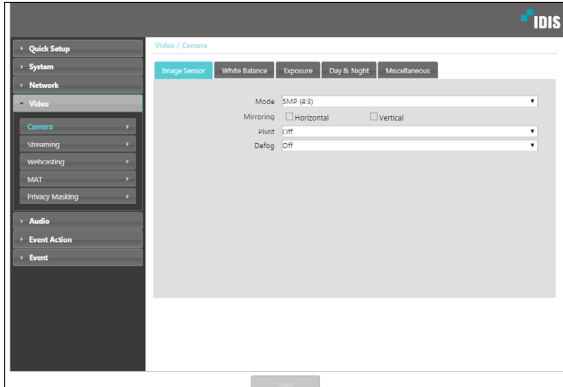 IDIS
Quick Setup
System
Network
Video
Camera
Streaming
Webcasting
MAT
Privacy Masking
Audio
Event Action
Event
Video / Camera
Image Sensor White Balance Exposure Day & Night Miscellaneous
Mode 5MP (4:3)
Mirroring Horizontal Vertical
Pivot Off
Defog Off